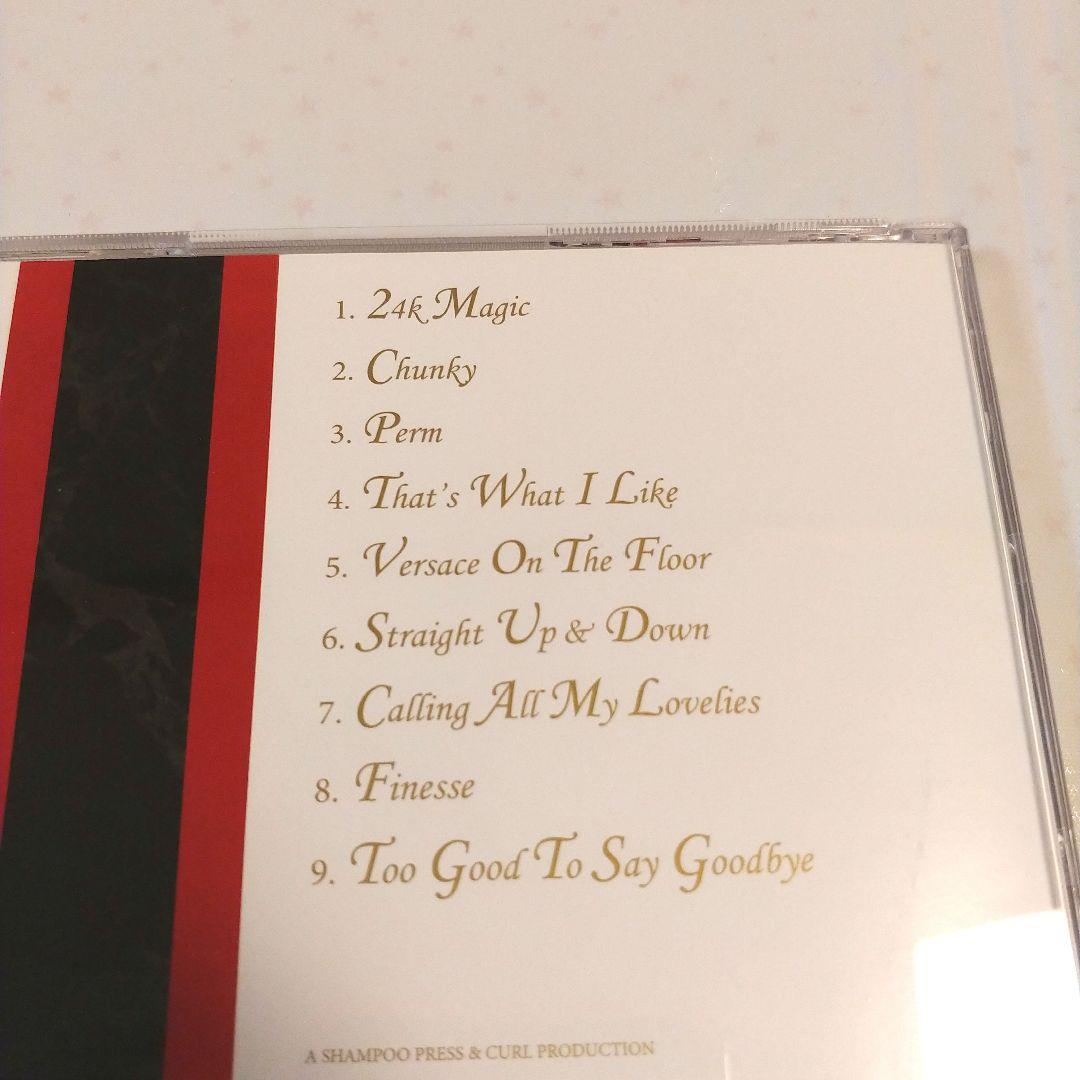 1. 24k Magic
2. Chunky
3. Perm
4. That's What I Like
5. Versace On The Floor
6. Straight Up & Down
7. Calling All My Lovelies
8. Finesse
9. Too Good To Say Goodbye
A SHAMPOO PRESS & CURL PRODUCTION